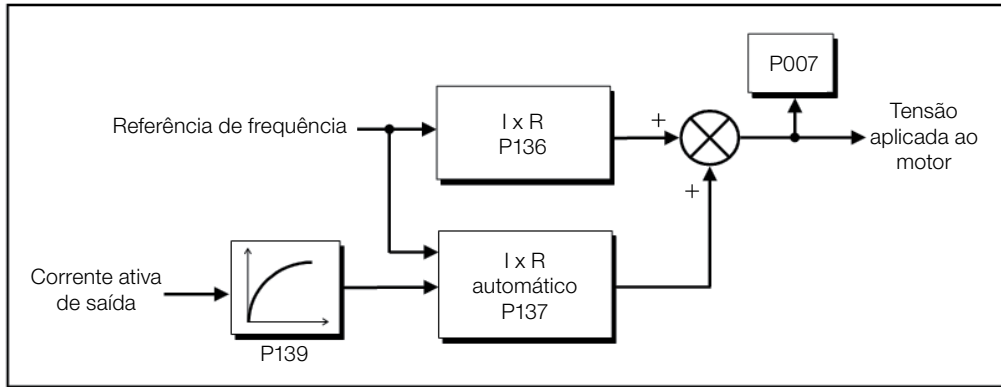 P007
Referência de frequência
I x R
P136
+
Tensão
aplicada ao
motor
+
Corrente ativa
de saída
P139
I x R
automático
P137